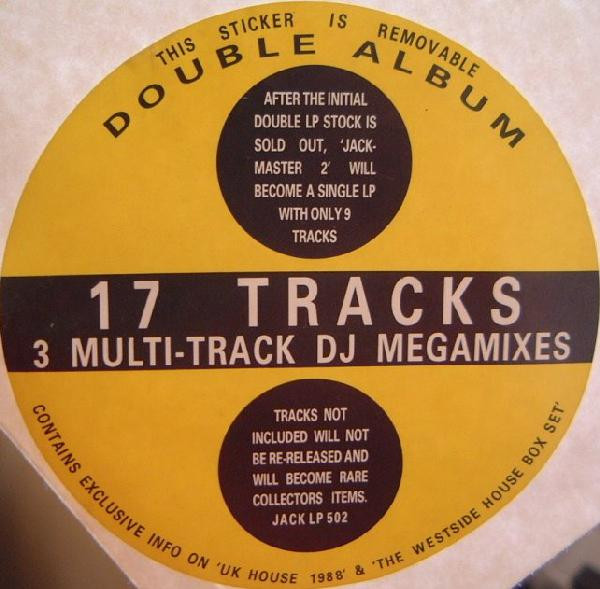 THIS STICKER IS REMOVABLE
DOUBLE ALBUM
AFTER THE INITIAL
DOUBLE LP STOCK IS
SOLD OUT, 'JACK-
MASTER 2' WILL
BECOME A SINGLE LP
WITH ONLY 9
TRACKS
17 TRACKS
3 MULTI-TRACK DJ MEGAMIXES
TRACKS NOT
INCLUDED WILL NOT
BE RE-RELEASED AND
WILL BECOME RARE
COLLECTORS ITEMS.
JACK LP 502
CONTAINS EXCLUSIVE INFO ON 'UK HOUSE 1988' & 'THE WESTSIDE HOUSE BOX SET'